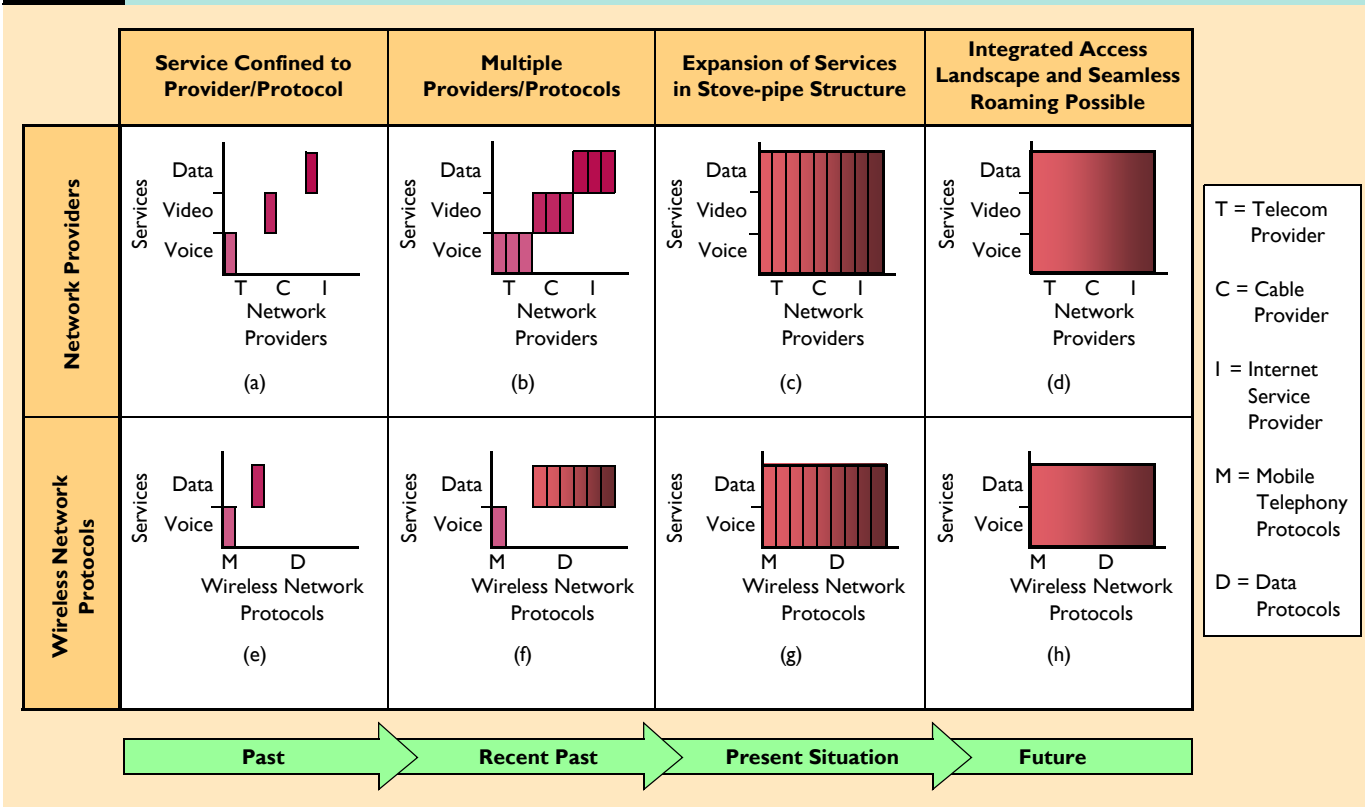 Service Confined to
Provider/Protocol
Multiple
Providers/Protocols
Expansion of Services
in Stove-pipe Structure
Integrated Access
Landscape and Seamless
Roaming Possible
Network Providers
Services
Data
Video
Voice
T C I
Network
Providers
(a)
Services
Data
Video
Voice
T C I
Network
Providers
(b)
Services
Data
Video
Voice
T C I
Network
Providers
(c)
Services
Data
Video
Voice
T C I
Network
Providers
(d)
Wireless Network
Protocols
Services
Data
Voice
M D
Wireless Network
Protocols
(e)
Services
Data
Voice
M D
Wireless Network
Protocols
(f)
Services
Data
Voice
M D
Wireless Network
Protocols
(g)
Services
Data
Voice
M D
Wireless Network
Protocols
(h)
T = Telecom
Provider
C = Cable
Provider
I = Internet
Service
Provider
M = Mobile
Telephony
Protocols
D = Data
Protocols
Past
Recent Past
Present Situation
Future